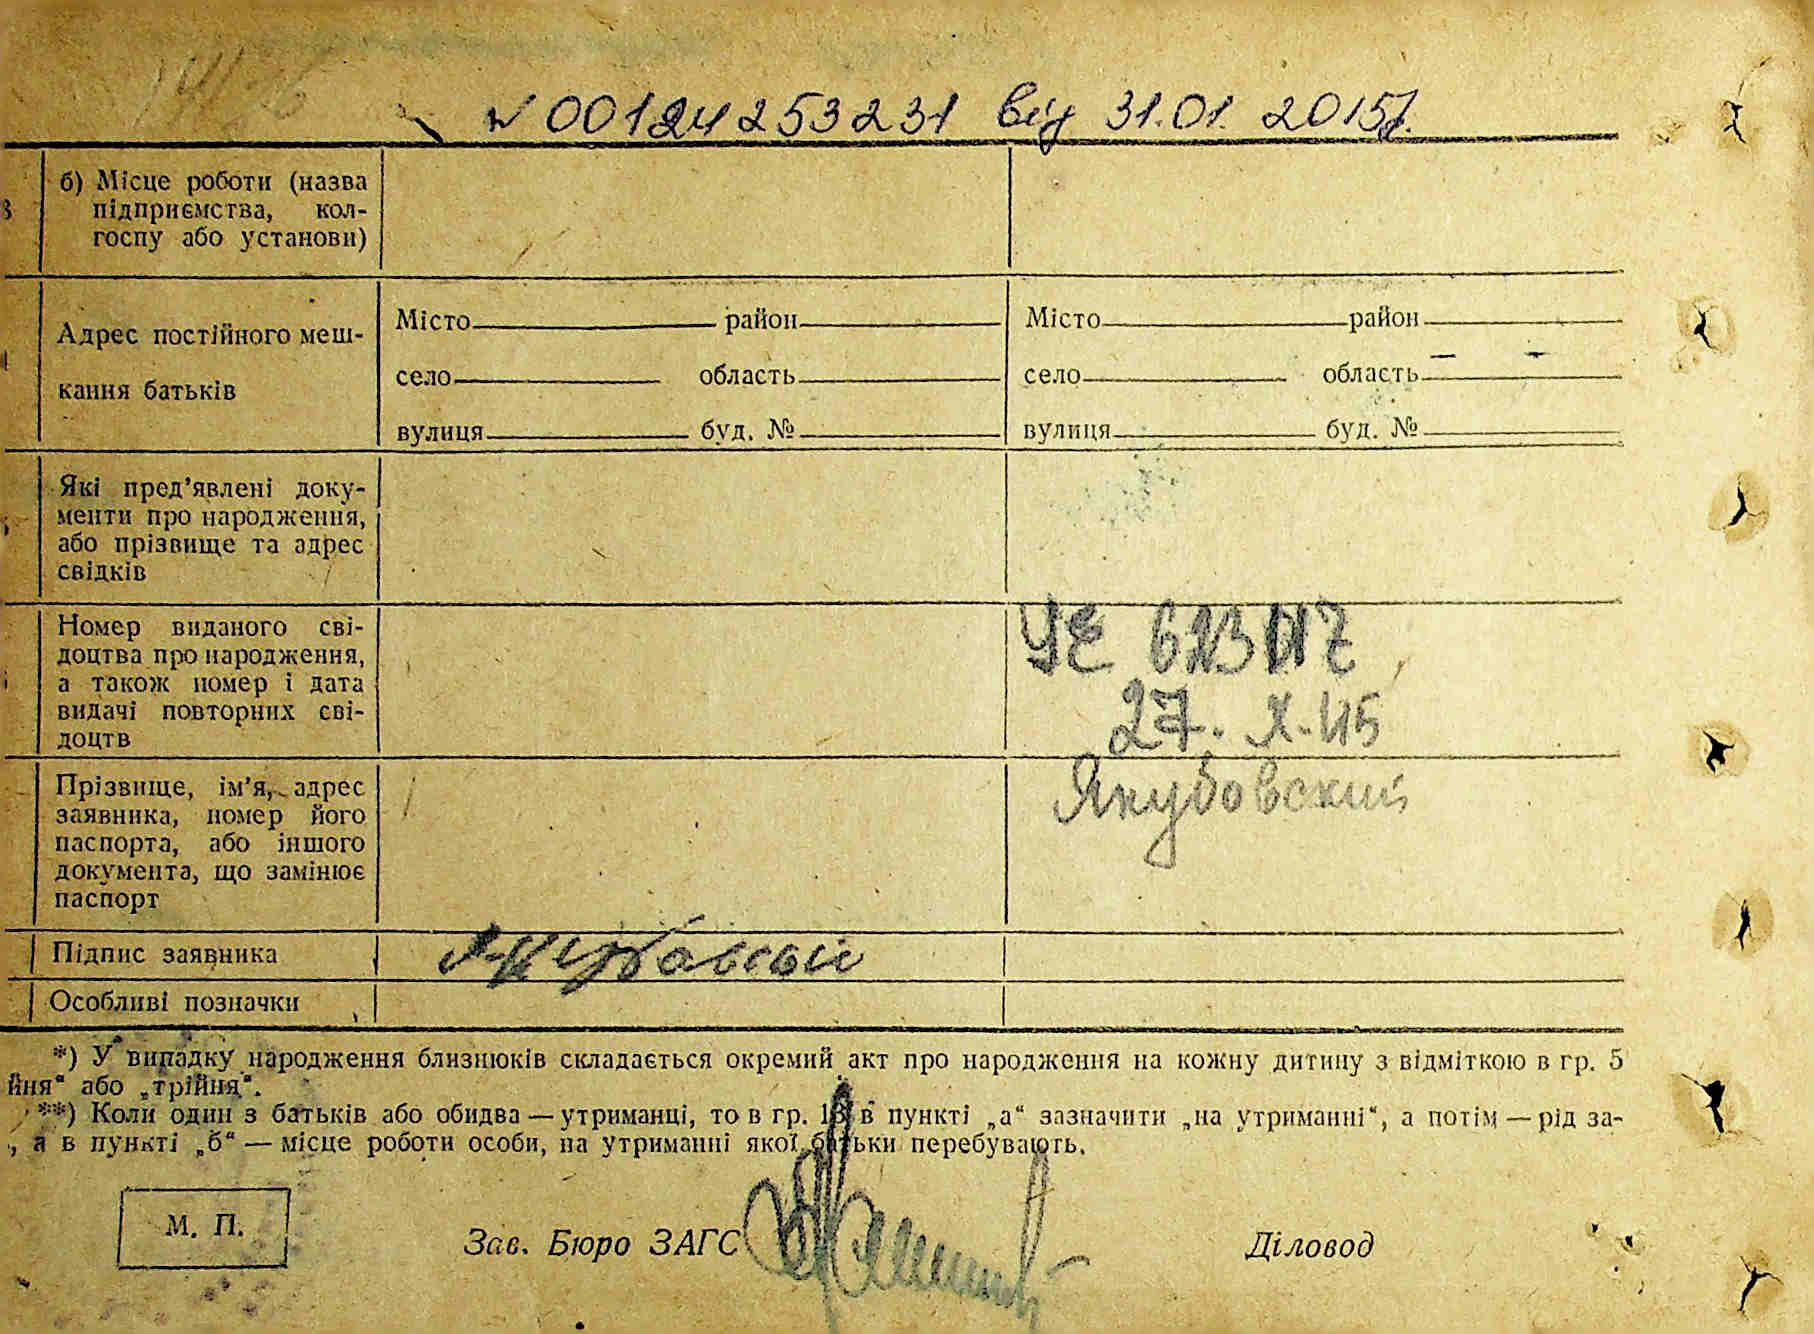 № 00124253231 від 31.01.2015р.
б) Місце роботи (назва
підприємства, кол-
госпу або установи)
Адрес постійного меш-
кання батьків
Місто район
село область
вулиця буд. №
Місто район
село область
вулиця буд. №
Які пред’явлені доку-
менти про народження,
або прізвище та адрес
свідків
Номер виданого сві-
доцтва про народження,
а також номер і дата
видачі повторних сві-
доцтв
УЕ
27. X-45
Прізвище, ім’я, адрес
заявника, номер його
паспорта, або іншого
документа, що замінює
паспорт
Якубовский
Підпис заявника
Особливі позначки
*) У випадку народження близнюків складається окремий акт про народження на кожну дитину з відміткою в гр. 5
йня“ або „трійня“.
**) Коли один з батьків або обидва — утриманці, то в гр. 13 в пункті „а“ зазначити „на утриманні“, а потім — рід за-
, а в пункті „б“ — місце роботи особи, на утриманні якої батьки перебувають.
М. П.
Зав. Бюро ЗАГС
Діловод